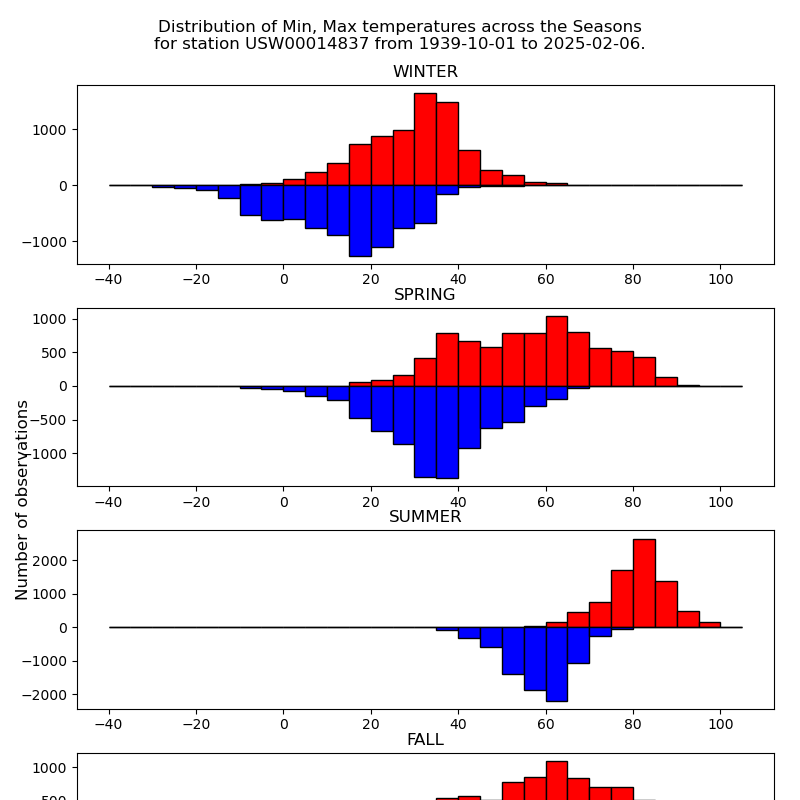 Distribution of Min, Max temperatures across the Seasons
for station USW00014837 from 1939-10-01 to 2025-02-06.
WINTER
1000
0
−1000
−40 −20 0 20 40 60 80 100
SPRING
1000
500
0
−500
−1000
−40 −20 0 20 40 60 80 100
Number of observations
SUMMER
2000
1000
0
−1000
−2000
−40 −20 0 20 40 60 80 100
FALL
1000
500